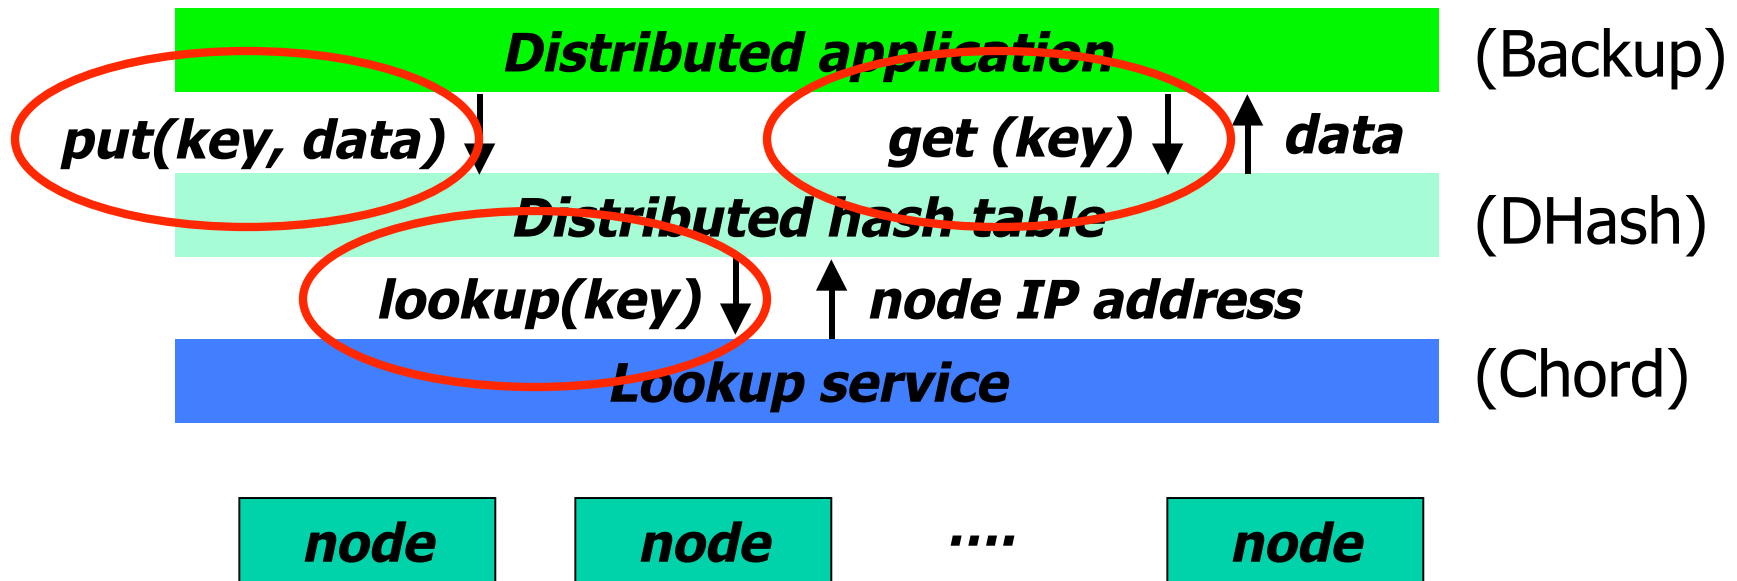 Distributed application (Backup)
put(key, data) get (key) data
Distributed hash table (DHash)
lookup(key) node IP address
Lookup service (Chord)
node node .... node